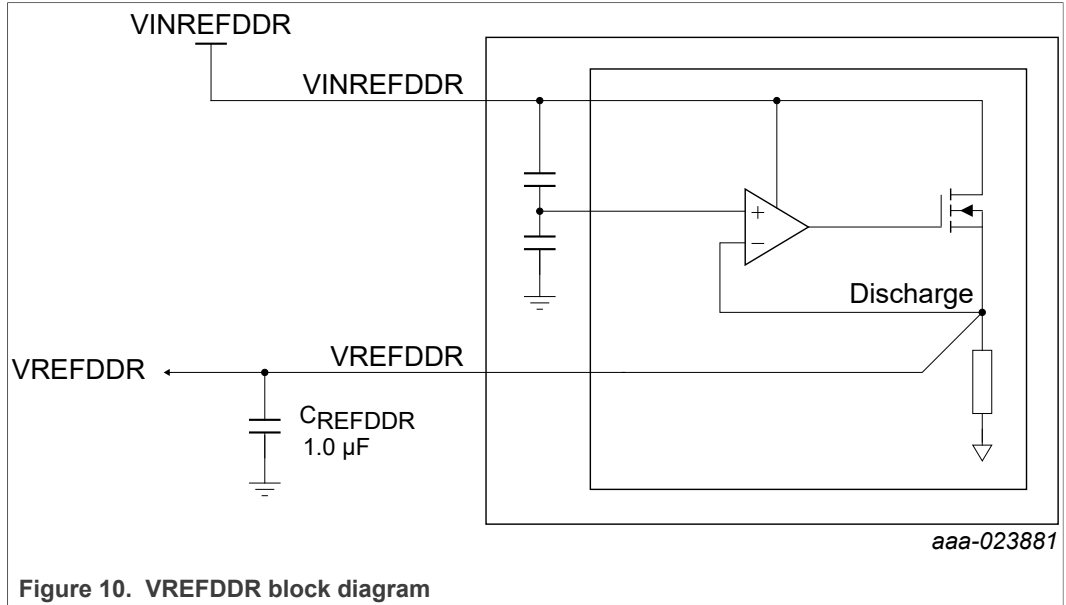 VINREFDDR
VINREFDDR
+
−
Discharge
VREFDDR
VREFDDR
CREFDDR
1.0 µF
aaa-023881
Figure 10. VREFDDR block diagram